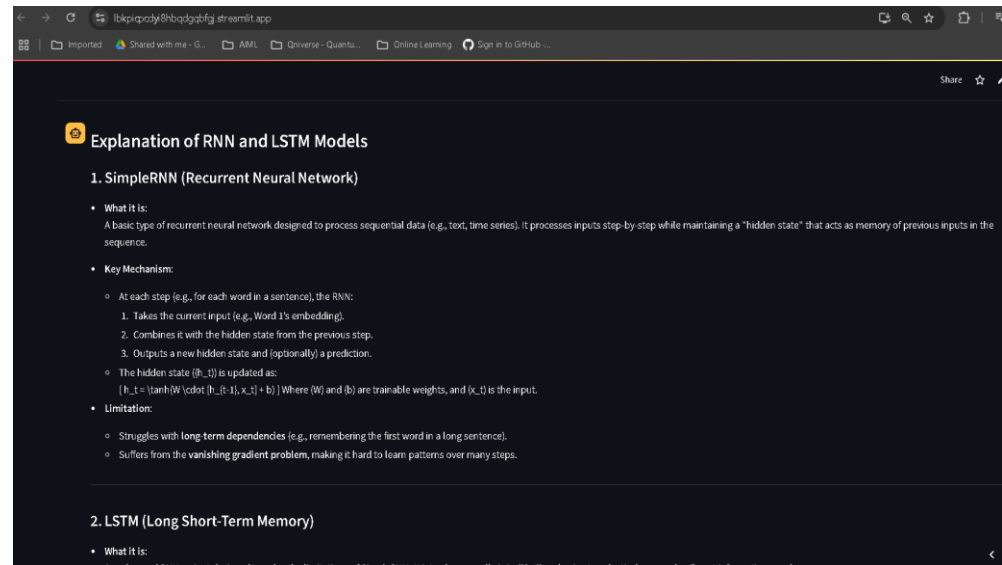 lbkpiqpcdyi8hbqdgqbfgj.streamlit.app
Imported
Shared with me - G...
AIML
Qniverse - Quantu...
Online Learning
Sign in to GitHub ·...
Share
Explanation of RNN and LSTM Models
1. SimpleRNN (Recurrent Neural Network)
• What it is:
A basic type of recurrent neural network designed to process sequential data (e.g., text, time series). It processes inputs step-by-step while maintaining a "hidden state" that acts as memory of previous inputs in the
sequence.
• Key Mechanism:
◦ At each step (e.g., for each word in a sentence), the RNN:
1. Takes the current input (e.g., Word 1's embedding).
2. Combines it with the hidden state from the previous step.
3. Outputs a new hidden state and (optionally) a prediction.
◦ The hidden state ((h_t)) is updated as:
[ h_t = \tanh(W \cdot [h_{t-1}, x_t] + b) ] Where (W) and (b) are trainable weights, and (x_t) is the input.
• Limitation:
◦ Struggles with long-term dependencies (e.g., remembering the first word in a long sentence).
◦ Suffers from the vanishing gradient problem, making it hard to learn patterns over many steps.
2. LSTM (Long Short-Term Memory)
• What it is: